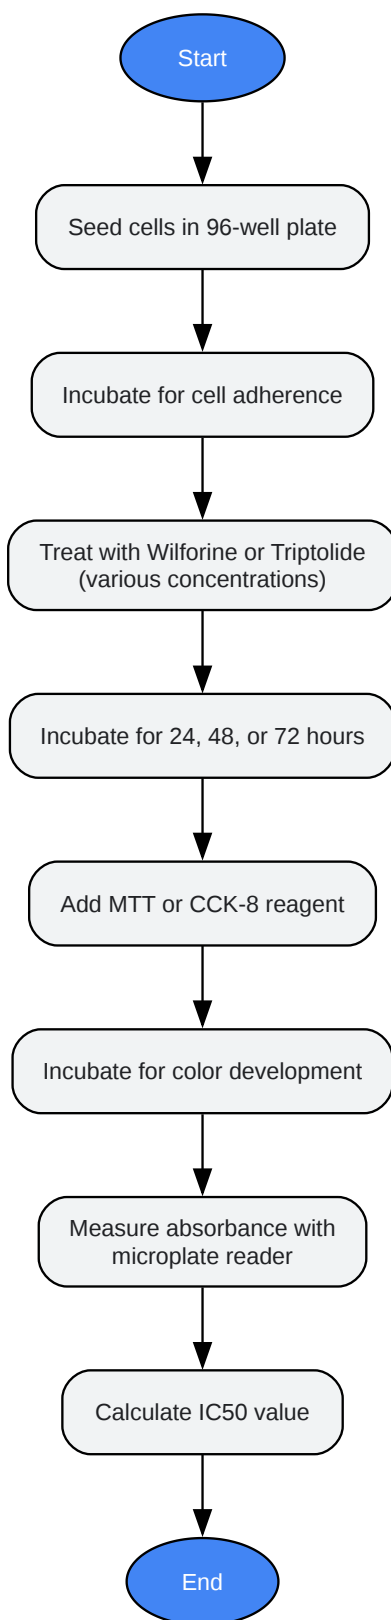 Start
Seed cells in 96-well plate
Incubate for cell adherence
Treat with Wilforine or Triptolide
(various concentrations)
Incubate for 24, 48, or 72 hours
Add MTT or CCK-8 reagent
Incubate for color development
Measure absorbance with
microplate reader
Calculate IC50 value
End